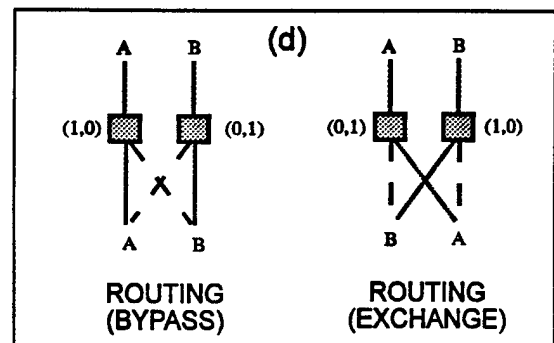 (d)
A B A B
(1,0) (0,1) (0,1) (1,0)
A B B A
ROUTING ROUTING
(BYPASS) (EXCHANGE)